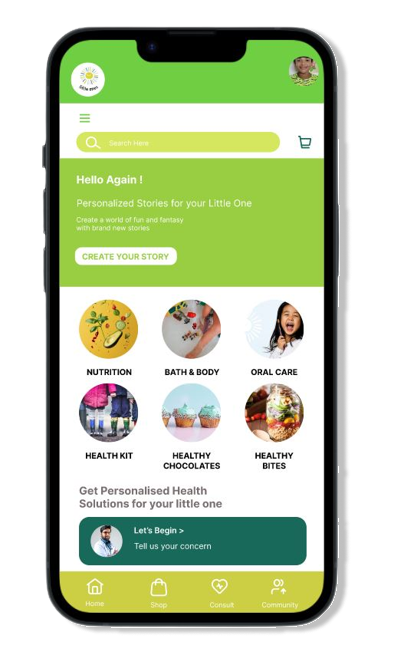 little ones
Search Here
Hello Again !
Personalized Stories for your Little One
Create a world of fun and fantasy
with brand new stories
CREATE YOUR STORY
NUTRITION
BATH & BODY
ORAL CARE
HEALTH KIT
HEALTHY
CHOCOLATES
HEALTHY
BITES
Get Personalised Health
Solutions for your little one
Let's Begin >
Tell us your concern
Home
Shop
Consult
Community